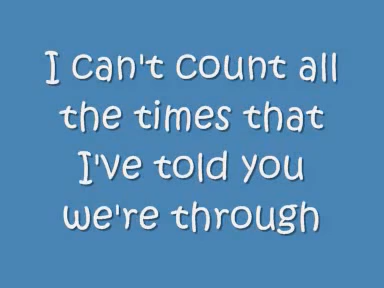 I can't count all
the times that
I've told you
we're through